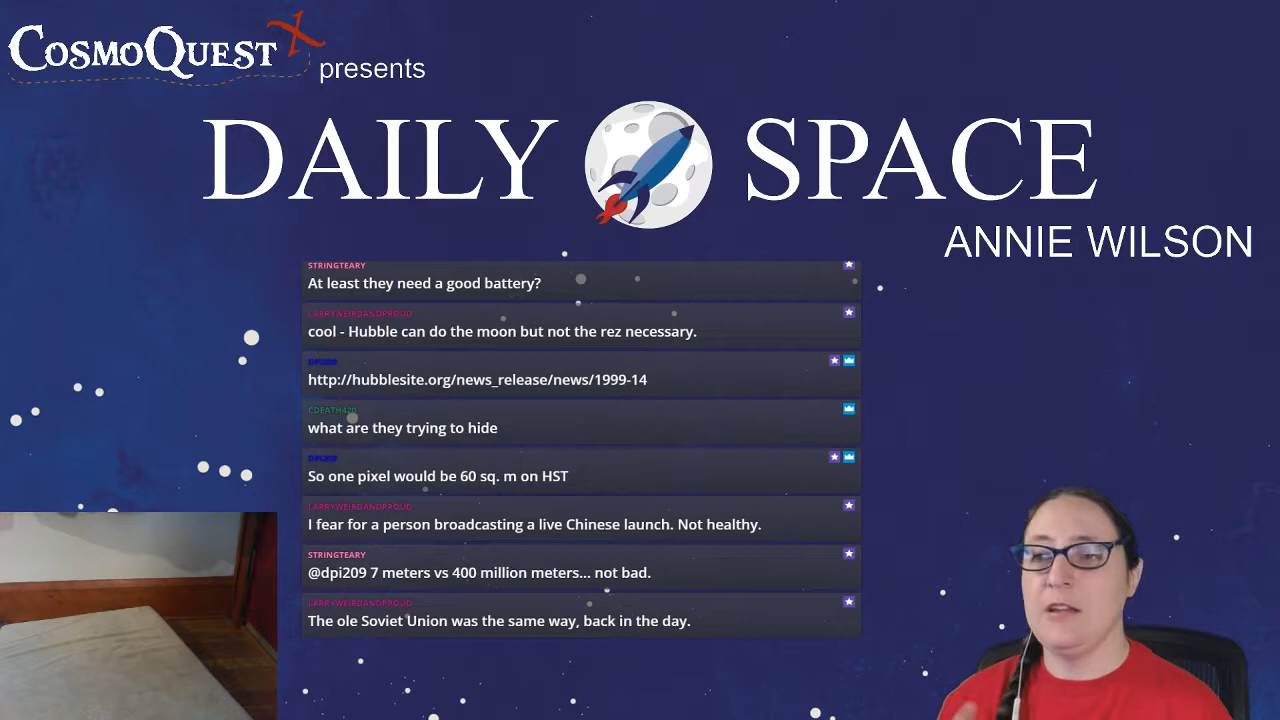 CosmoQuestX presents
DAILY SPACE
ANNIE WILSON
STRINGTEARY
At least they need a good battery?
LARRYWEIRDANDPROUD
cool - Hubble can do the moon but not the rez necessary.
DPI209
http://hubblesite.org/news_release/news/1999-14
CDEATH420
what are they trying to hide
DPI209
So one pixel would be 60 sq. m on HST
LARRYWEIRDANDPROUD
I fear for a person broadcasting a live Chinese launch. Not healthy.
STRINGTEARY
@dpi209 7 meters vs 400 million meters... not bad.
LARRYWEIRDANDPROUD
The ole Soviet Union was the same way, back in the day.